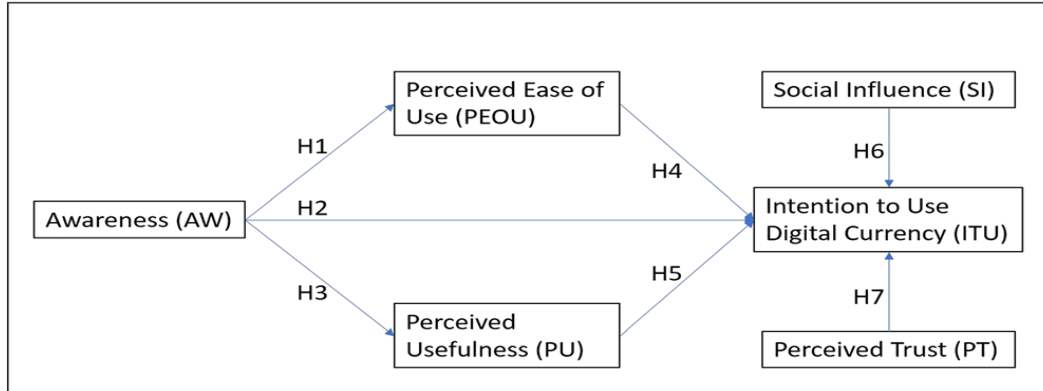 Perceived Ease of
Use (PEOU)
Social Influence (SI)
H1
H4
H6
Awareness (AW)
H2
Intention to Use
Digital Currency (ITU)
H3
H5
H7
Perceived
Usefulness (PU)
Perceived Trust (PT)